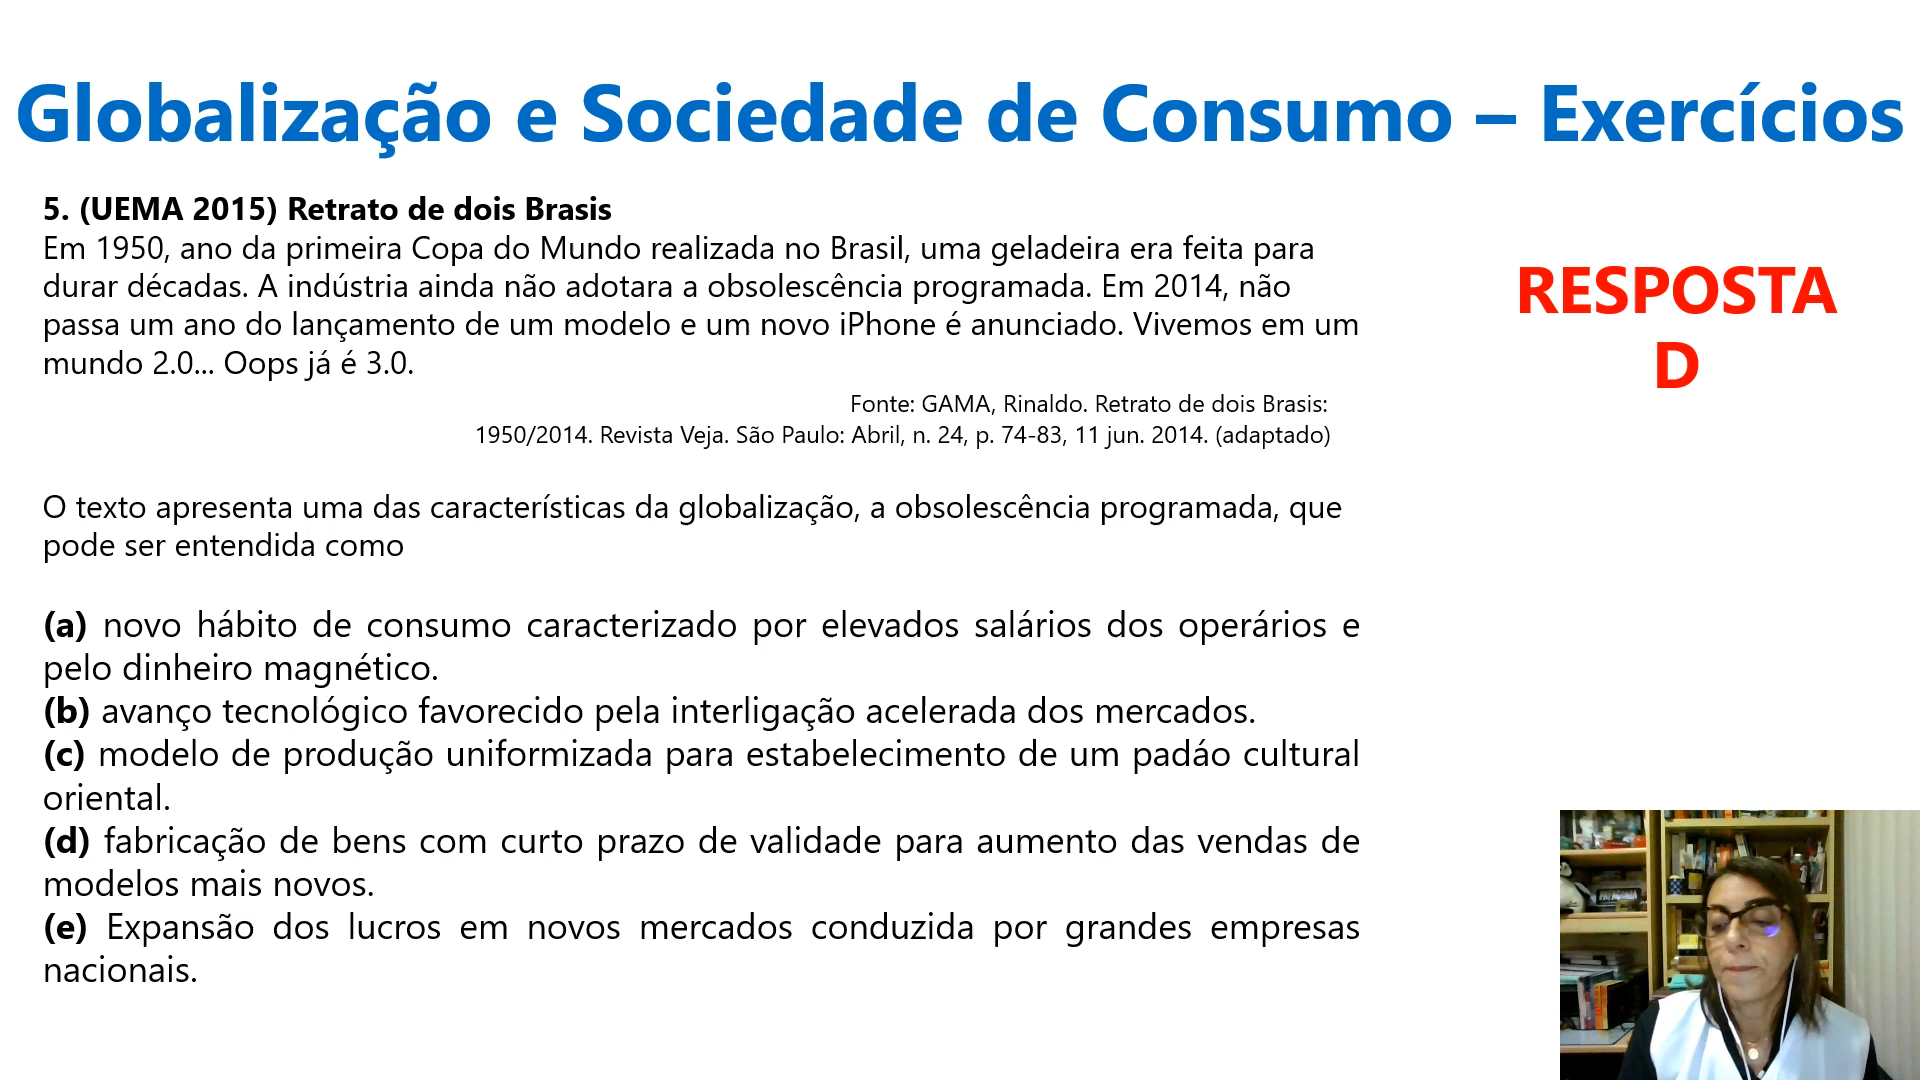 Globalização e Sociedade de Consumo – Exercícios
5. (UEMA 2015) Retrato de dois Brasis
Em 1950, ano da primeira Copa do Mundo realizada no Brasil, uma geladeira era feita para
durar décadas. A indústria ainda não adotara a obsolescência programada. Em 2014, não
passa um ano do lançamento de um modelo e um novo iPhone é anunciado. Vivemos em um
mundo 2.0... Oops já é 3.0.
Fonte: GAMA, Rinaldo. Retrato de dois Brasis:
1950/2014. Revista Veja. São Paulo: Abril, n. 24, p. 74-83, 11 jun. 2014. (adaptado)
O texto apresenta uma das características da globalização, a obsolescência programada, que
pode ser entendida como
(a) novo hábito de consumo caracterizado por elevados salários dos operários e
pelo dinheiro magnético.
(b) avanço tecnológico favorecido pela interligação acelerada dos mercados.
(c) modelo de produção uniformizada para estabelecimento de um padáo cultural
oriental.
(d) fabricação de bens com curto prazo de validade para aumento das vendas de
modelos mais novos.
(e) Expansão dos lucros em novos mercados conduzida por grandes empresas
nacionais.
RESPOSTA
D
PATAGONIA